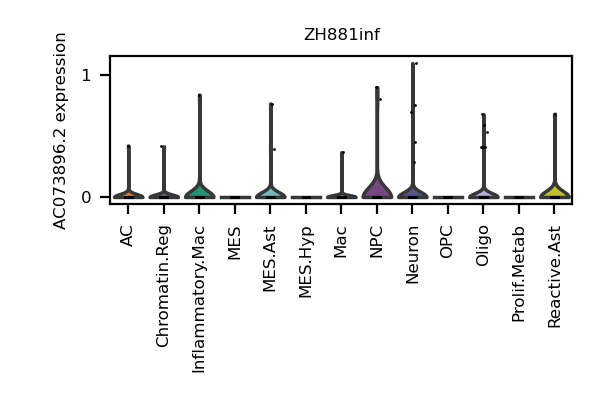 ZH881inf
AC073896.2 expression
1
0
AC
Chromatin.Reg
Inflammatory.Mac
MES
MES.Ast
MES.Hyp
Mac
NPC
Neuron
OPC
Oligo
Prolif.Metab
Reactive.Ast